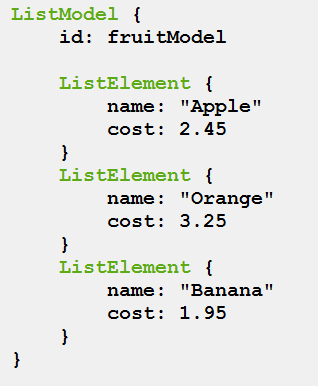 ListModel {
    id: fruitModel

    ListElement {
        name: "Apple"
        cost: 2.45
    }
    ListElement {
        name: "Orange"
        cost: 3.25
    }
    ListElement {
        name: "Banana"
        cost: 1.95
    }
}